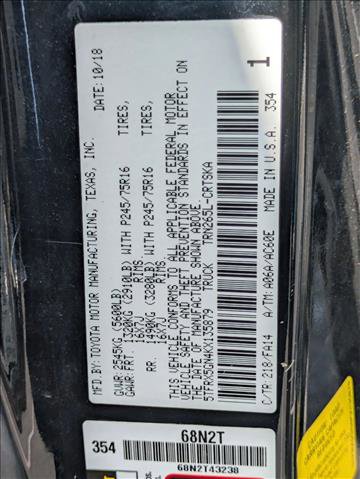 MFD. BY: TOYOTA MOTOR MANUFACTURING, TEXAS, INC. DATE: 10/18
GVWR: 2545KG (5600LB)
GAWR: FRT. 1320KG (2910LB) WITH P245/75R16 TIRES,
16X7J RIMS
RR. 1490KG (3280LB) WITH P245/75R16 TIRES,
16X7J RIMS
THIS VEHICLE CONFORMS TO ALL APPLICABLE FEDERAL MOTOR
VEHICLE SAFETY AND THEFT PREVENTION STANDARDS IN EFFECT ON
THE DATE OF MANUFACTURE SHOWN ABOVE.
5TFRX5GN4KX135879 TRUCK TRN265L-CRTSKA
1
C/TR: 218/FA14 A/TM: A06A/AC60E MADE IN U.S.A. 354
354 68N2T
68N2T43238